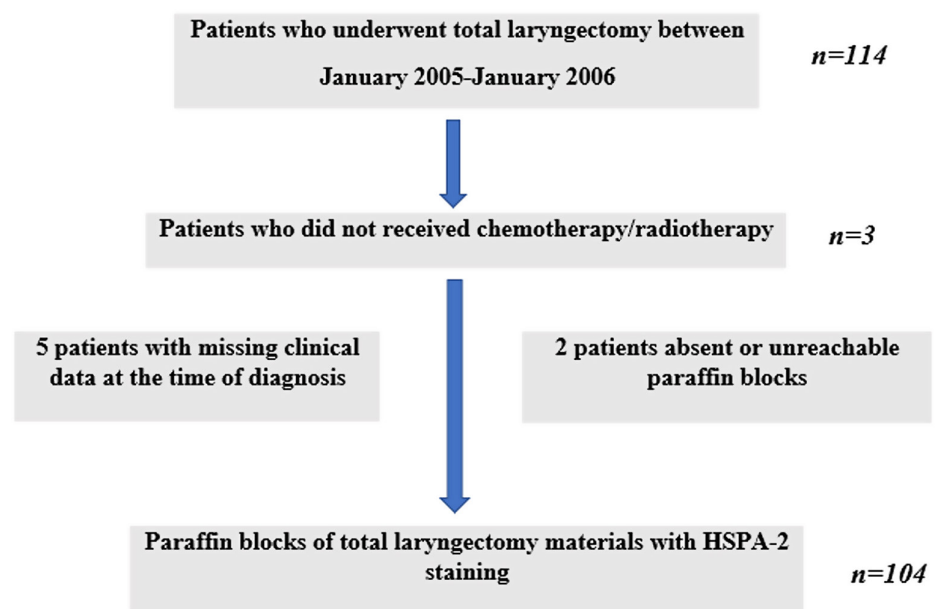 Patients who underwent total laryngectomy between
January 2005-January 2006
n=114
Patients who did not received chemotherapy/radiotherapy
n=3
5 patients with missing clinical
data at the time of diagnosis
2 patients absent or unreachable
paraffin blocks
Paraffin blocks of total laryngectomy materials with HSPA-2
staining
n=104